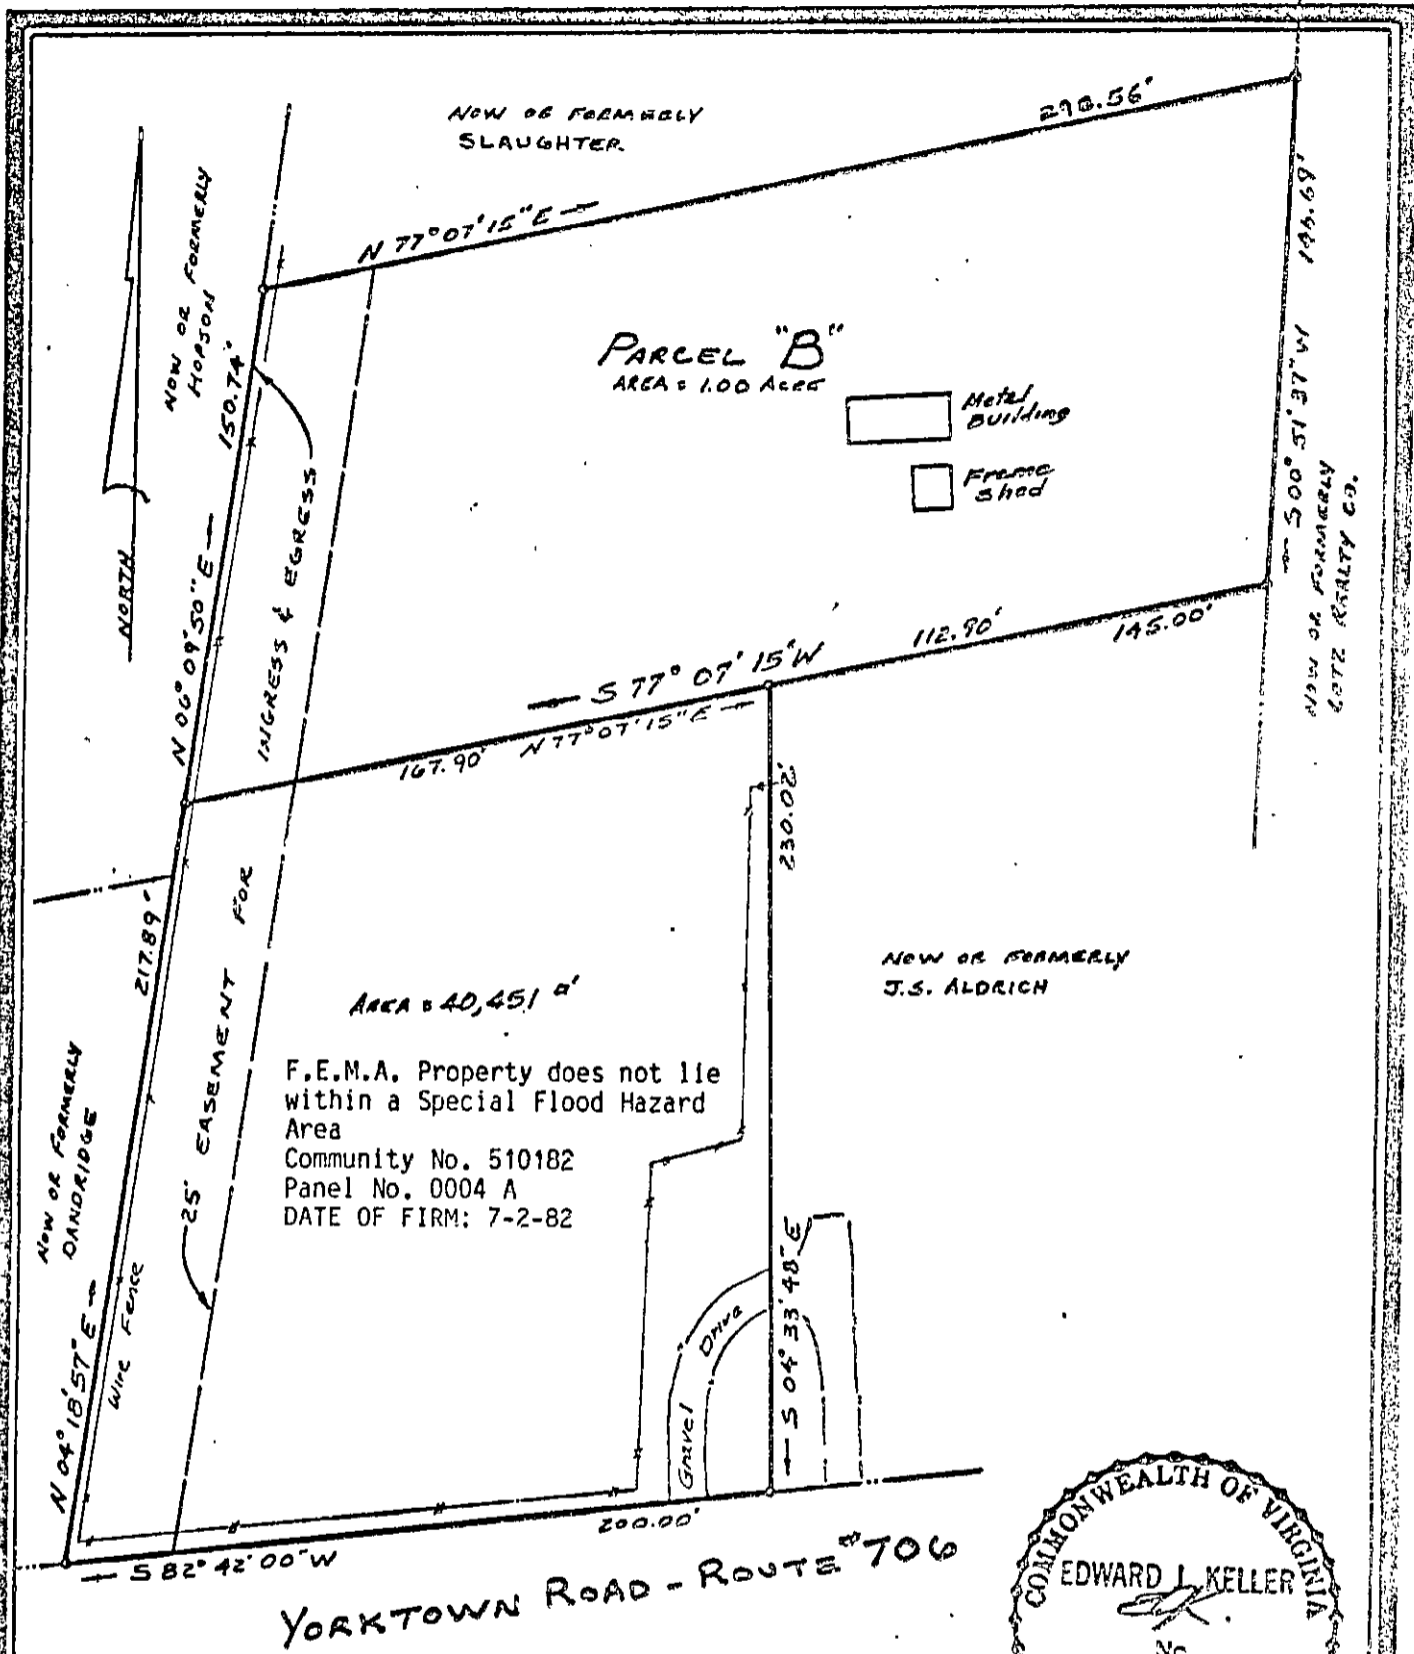 NOW OR FORMERLY
SLAUGHTER
298.56'
N 77° 07' 15" E
NOW OR FORMERLY
HOPSON
150.74'
N 06° 09' 50" E
NORTH
PARCEL "B"
AREA = 1.00 ACRE
Metal
Building
Frame
Shed
S 00° 51' 37" W
NOW OR FORMERLY
LOTZ REALTY CO.
INGRESS & EGRESS
S 77° 07' 15" W
112.90'
145.00'
167.90'
N 77° 07' 15" E
230.02'
217.89'
25' EASEMENT FOR
AREA = 40,451
NOW OR FORMERLY
J.S. ALDRICH
F.E.M.A. Property does not lie
within a Special Flood Hazard
Area
Community No. 510182
Panel No. 0004 A
DATE OF FIRM: 7-2-82
NOW OR FORMERLY
DANDRIDGE
N 04° 18' 57" E
Wire Fence
S 04° 33' 48" E
Gravel Drive
200.00'
S 82° 42' 00" W
YORKTOWN ROAD - ROUTE #706
COMMONWEALTH OF VIRGINIA
EDWARD L. KELLER